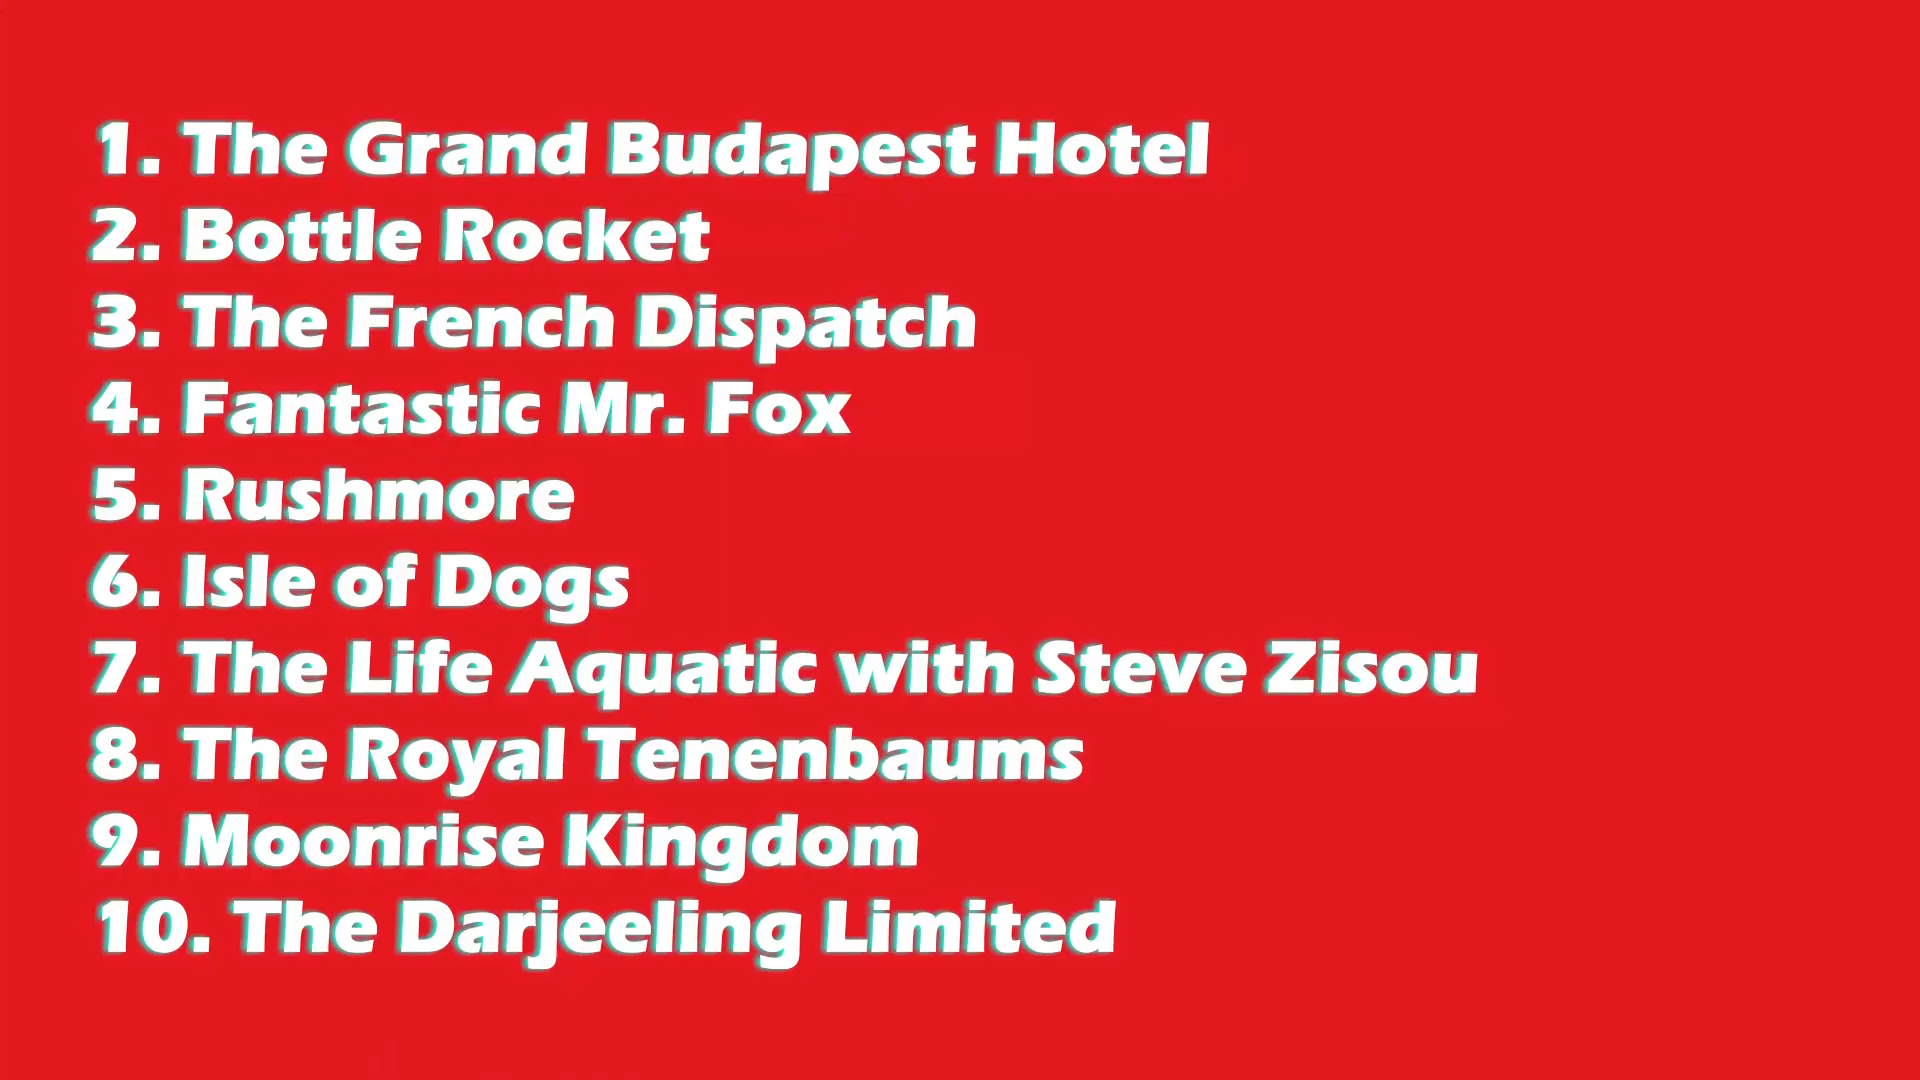 1. The Grand Budapest Hotel
2. Bottle Rocket
3. The French Dispatch
4. Fantastic Mr. Fox
5. Rushmore
6. Isle of Dogs
7. The Life Aquatic with Steve Zisou
8. The Royal Tenenbaums
9. Moonrise Kingdom
10. The Darjeeling Limited